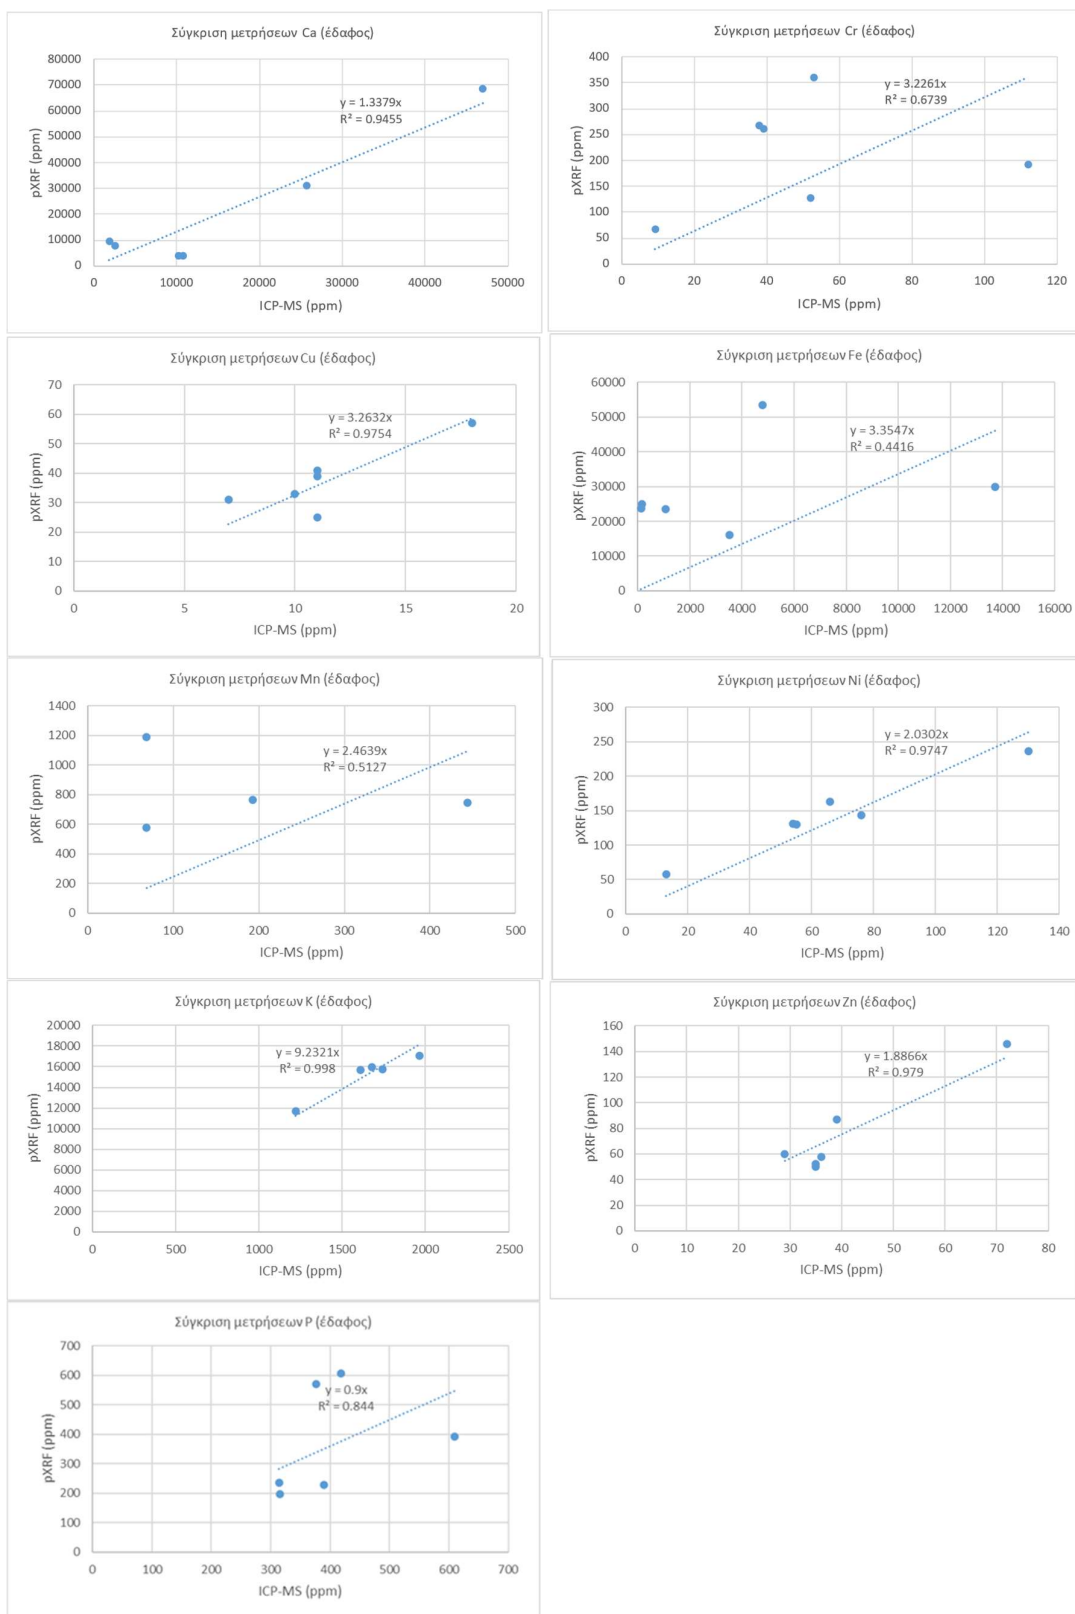 Σύγκριση μετρήσεων Ca (έδαφος)
80000
70000
60000
50000
40000
30000
20000
10000
0
pXRF (ppm)
y = 1.3379x
R² = 0.9455
0 10000 20000 30000 40000 50000
ICP-MS (ppm)
Σύγκριση μετρήσεων Cr (έδαφος)
400
350
300
250
200
150
100
50
0
pXRF (ppm)
y = 3.2261x
R² = 0.6739
0 20 40 60 80 100 120
ICP-MS (ppm)
Σύγκριση μετρήσεων Cu (έδαφος)
70
60
50
40
30
20
10
0
pXRF (ppm)
y = 3.2632x
R² = 0.9754
0 5 10 15 20
ICP-MS (ppm)
Σύγκριση μετρήσεων Fe (έδαφος)
60000
50000
40000
30000
20000
10000
0
pXRF (ppm)
y = 3.3547x
R² = 0.4416
0 2000 4000 6000 8000 10000 12000 14000 16000
ICP-MS (ppm)
Σύγκριση μετρήσεων Mn (έδαφος)
1400
1200
1000
800
600
400
200
0
pXRF (ppm)
y = 2.4639x
R² = 0.5127
0 100 200 300 400 500
ICP-MS (ppm)
Σύγκριση μετρήσεων Ni (έδαφος)
300
250
200
150
100
50
0
pXRF (ppm)
y = 2.0302x
R² = 0.9747
0 20 40 60 80 100 120 140
ICP-MS (ppm)
Σύγκριση μετρήσεων K (έδαφος)
20000
18000
16000
14000
12000
10000
8000
6000
4000
2000
0
pXRF (ppm)
y = 9.2321x
R² = 0.998
0 500 1000 1500 2000 2500
ICP-MS (ppm)
Σύγκριση μετρήσεων Zn (έδαφος)
160
140
120
100
80
60
40
20
0
pXRF (ppm)
y = 1.8866x
R² = 0.979
0 10 20 30 40 50 60 70 80
ICP-MS (ppm)
Σύγκριση μετρήσεων P (έδαφος)
700
600
500
400
300
200
100
0
pXRF (ppm)
y = 0.9x
R² = 0.844
0 100 200 300 400 500 600 700
ICP-MS (ppm)